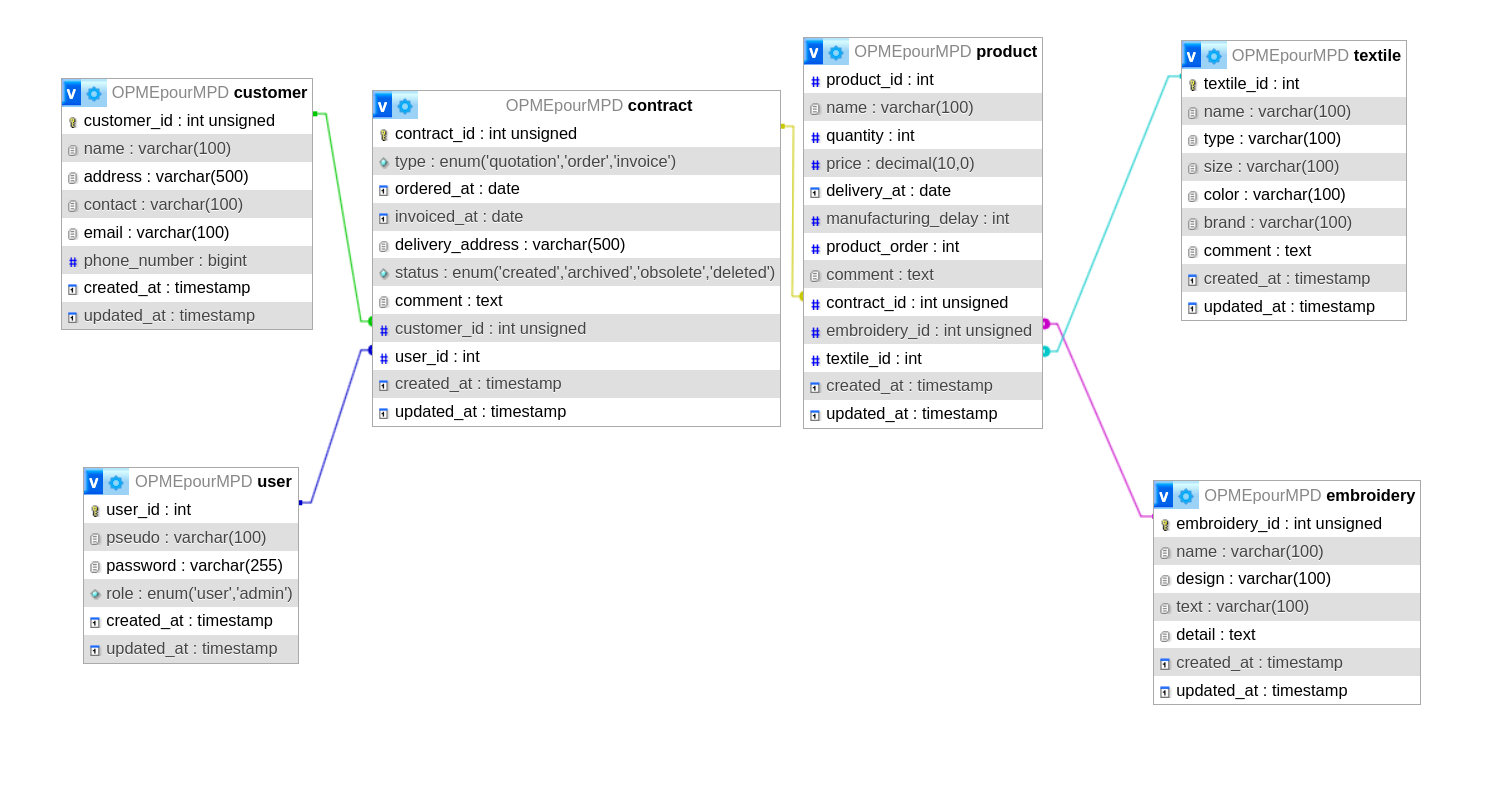 v OPMEpourMPD customer
customer_id : int unsigned
name : varchar(100)
address : varchar(500)
contact : varchar(100)
email : varchar(100)
# phone_number : bigint
created_at : timestamp
updated_at : timestamp
v OPMEpourMPD contract
contract_id : int unsigned
type : enum('quotation','order','invoice')
ordered_at : date
invoiced_at : date
delivery_address : varchar(500)
status : enum('created','archived','obsolete','deleted')
comment : text
# customer_id : int unsigned
# user_id : int
created_at : timestamp
updated_at : timestamp
v OPMEpourMPD product
# product_id : int
name : varchar(100)
# quantity : int
# price : decimal(10,0)
delivery_at : date
# manufacturing_delay : int
# product_order : int
comment : text
# contract_id : int unsigned
# embroidery_id : int unsigned
# textile_id : int
created_at : timestamp
updated_at : timestamp
v OPMEpourMPD textile
textile_id : int
name : varchar(100)
type : varchar(100)
size : varchar(100)
color : varchar(100)
brand : varchar(100)
comment : text
created_at : timestamp
updated_at : timestamp
v OPMEpourMPD user
user_id : int
pseudo : varchar(100)
password : varchar(255)
role : enum('user','admin')
created_at : timestamp
updated_at : timestamp
v OPMEpourMPD embroidery
embroidery_id : int unsigned
name : varchar(100)
design : varchar(100)
text : varchar(100)
detail : text
created_at : timestamp
updated_at : timestamp